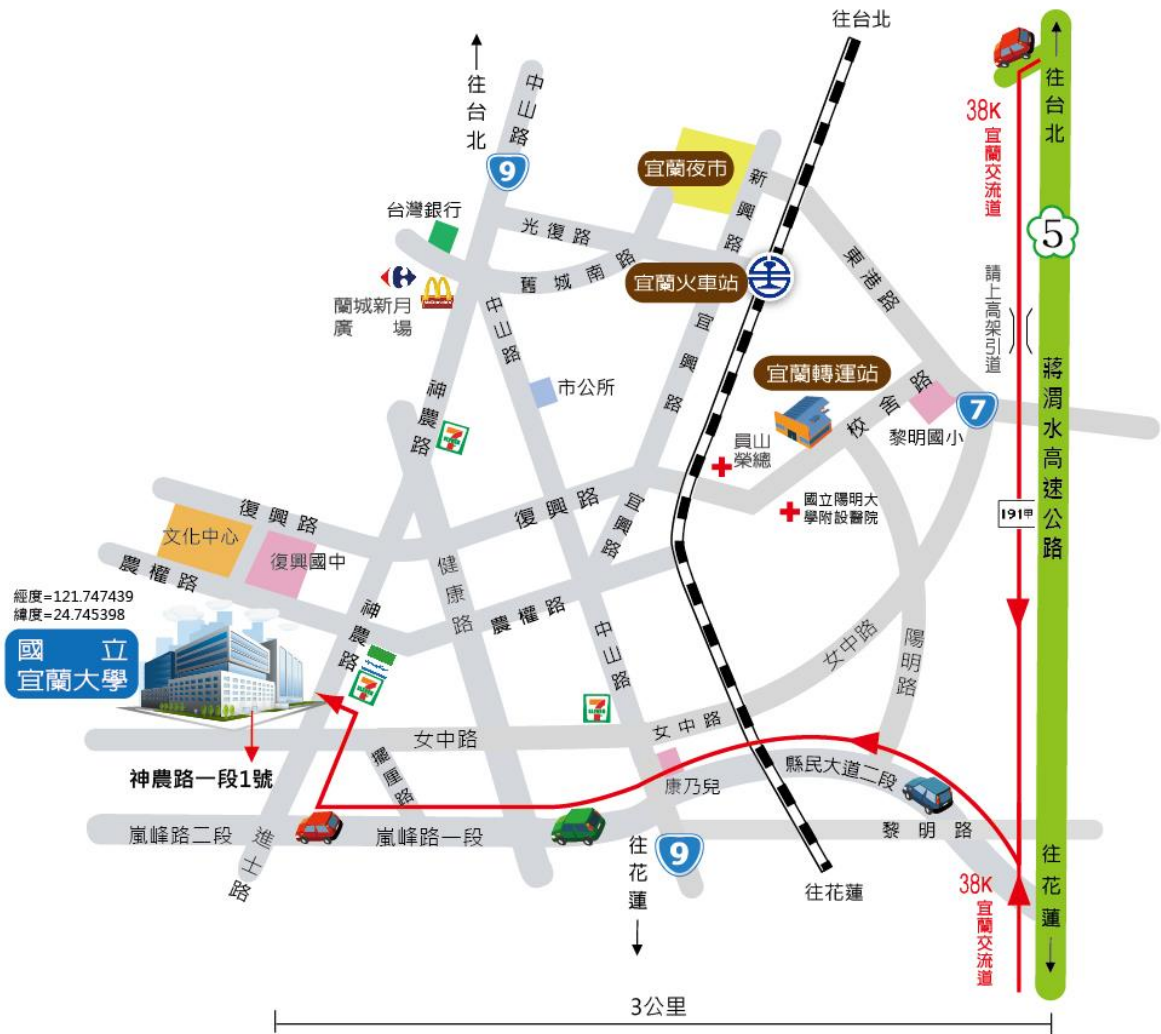 往台北
往台北
中山路
9
宜蘭夜市
新興路
台灣銀行
光復路
舊城南路
宜蘭火車站
東港路
蘭城新月
廣場
McDonald's
中山路
宜興路
市公所
神農路
7
ELEVEN
宜蘭轉運站
校舍路
黎明國小
7
員山
榮總
國立陽明大
學附設醫院
38K
宜蘭交流道
往台北
5
請上高架引道
蔣渭水高速公路
191甲
復興路
文化中心
復興國中
復興路
宜興路
農權路
健康路
農權路
經度=121.747439
緯度=24.745398
國立
宜蘭大學
神農路
7
ELEVEN
中山路
7
ELEVEN
女中路
陽明路
女中路
女中路
神農路一段1號
擺厘路
康乃兒
縣民大道二段
嵐峰路二段
進士路
嵐峰路一段
黎明路
往花蓮
9
往花蓮
38K
宜蘭交流道
往花蓮
3公里